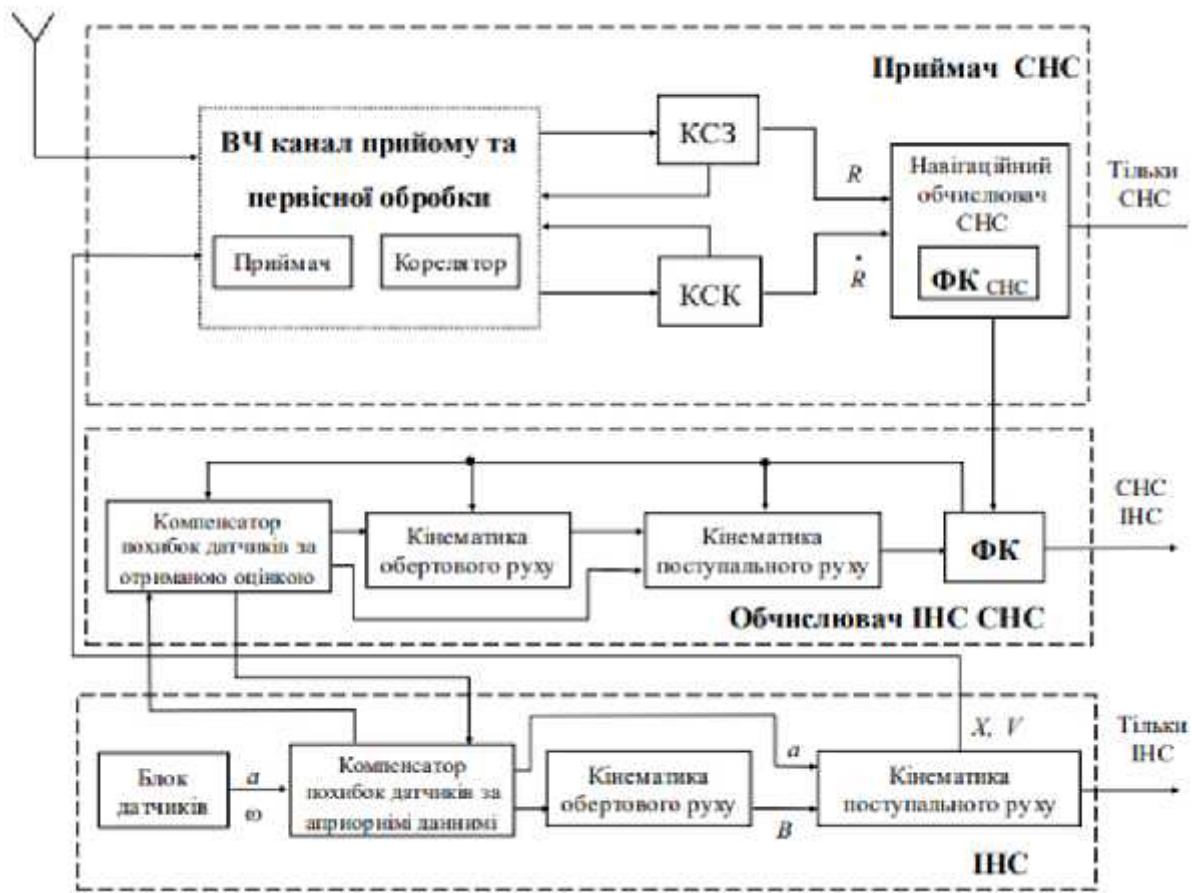 Приймач СНС
ВЧ канал прийому та
первісної обробки
Приймач
Корелятор
КСЗ
КСК
R
Ṙ
Навігаційний
обчислювач
СНС
ФК СНС
Тільки
СНС
Компенсатор
похибок датчиків за
отриманою оцінкою
Кінематика
обертового руху
Кінематика
поступального руху
ФК
СНС
ІНС
Обчислювач ІНС СНС
Блок
датчиків
a
ω
Компенсатор
похибок датчиків за
априорнімі даннимі
a
Кінематика
обертового руху
B
X, V
Кінематика
поступального руху
Тільки
ІНС
ІНС